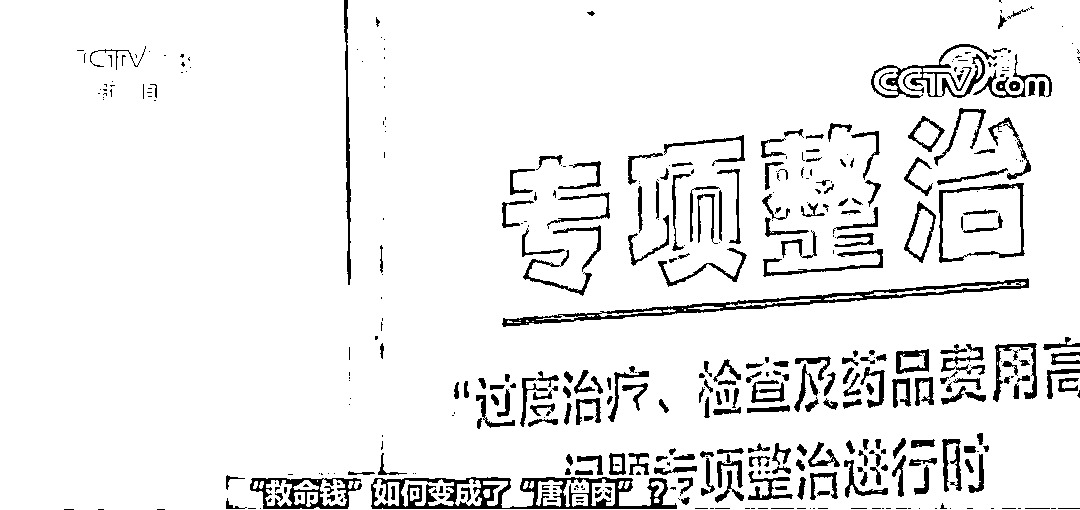 CCTV
新闻
CCTV.com
专项整治
“过度治疗、检查及药品费用高
问题专项整治进行时
“救命钱”如何变成了“唐僧肉”？